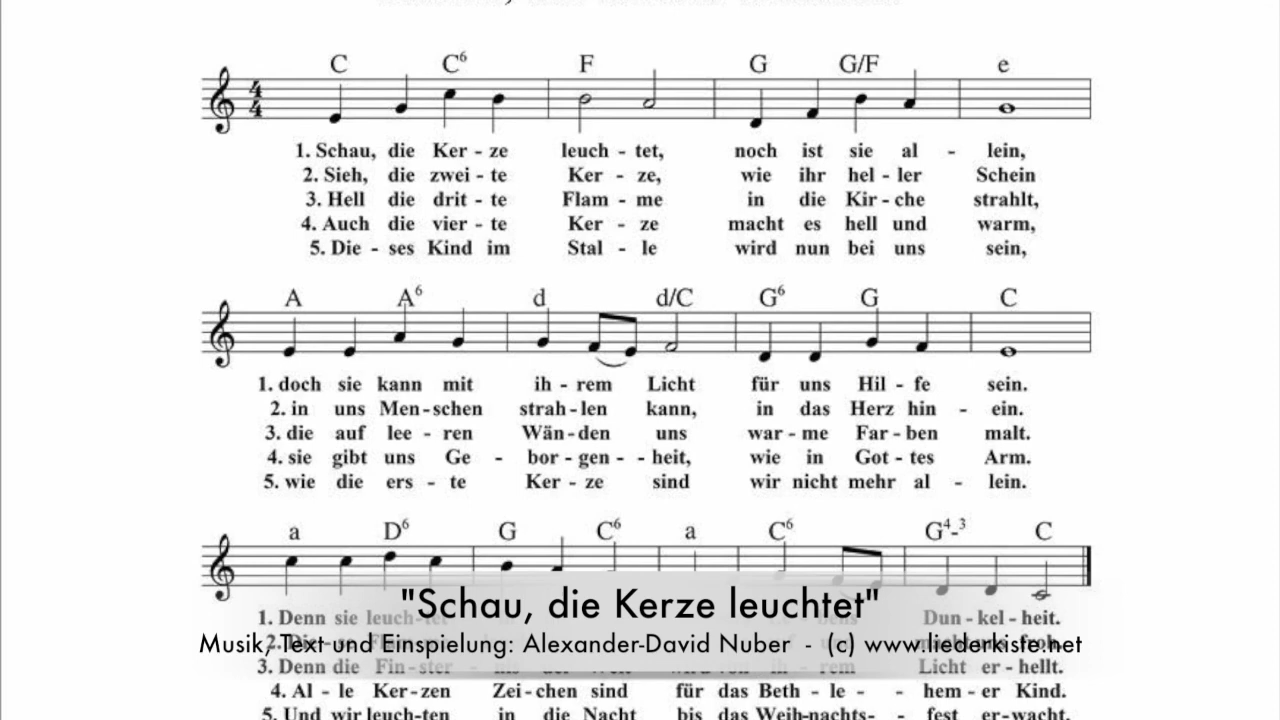 C C6 F G G/F e
4/4
1. Schau, die Ker - ze leuch - tet, noch ist sie al - lein,
2. Sieh, die zwei - te Ker - ze, wie ihr hel - ler Schein
3. Hell die drit - te Flam - me in die Kir - che strahlt,
4. Auch die vier - te Ker - ze macht es hell und warm,
5. Die - ses Kind im Stal - le wird nun bei uns sein,
A A6 d d/C G6 G C
1. doch sie kann mit ih - rem Licht für uns Hil - fe sein.
2. in uns Men - schen strah - len kann, in das Herz hin - ein.
3. die auf lee - ren Wän - den uns war - me Far - ben malt.
4. sie gibt uns Ge - bor - gen - - heit, wie in Got - tes Arm.
5. wie die ers - te Ker - ze sind wir nicht mehr al - lein.
a D6 G C6 a C6 G4-3 C
"Schau, die Kerze leuchtet"
1. Denn sie leuch-tet Dun - kel - heit.
Musik, Text und Einspielung: Alexander-David Nuber - (c) www.liederkiste.net
3. Denn die Fin - ster - Licht er - hellt.
4. Al - le Ker - zen Zei - chen sind für das Beth - le - - hem - er Kind.
5. Und wir leuch-ten in die Nacht bis das Weih-nachts- - fest er-wacht.